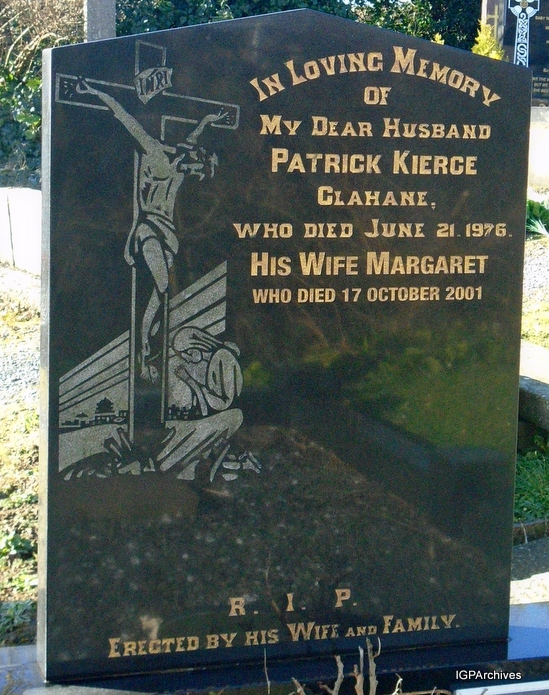 INRI
IN LOVING MEMORY
OF
MY DEAR HUSBAND
PATRICK KIERCE
CLAHANE,
WHO DIED JUNE 21. 1976.
HIS WIFE MARGARET
WHO DIED 17 OCTOBER 2001
R. I. P.
ERECTED BY HIS WIFE AND FAMILY.
IGPArchives